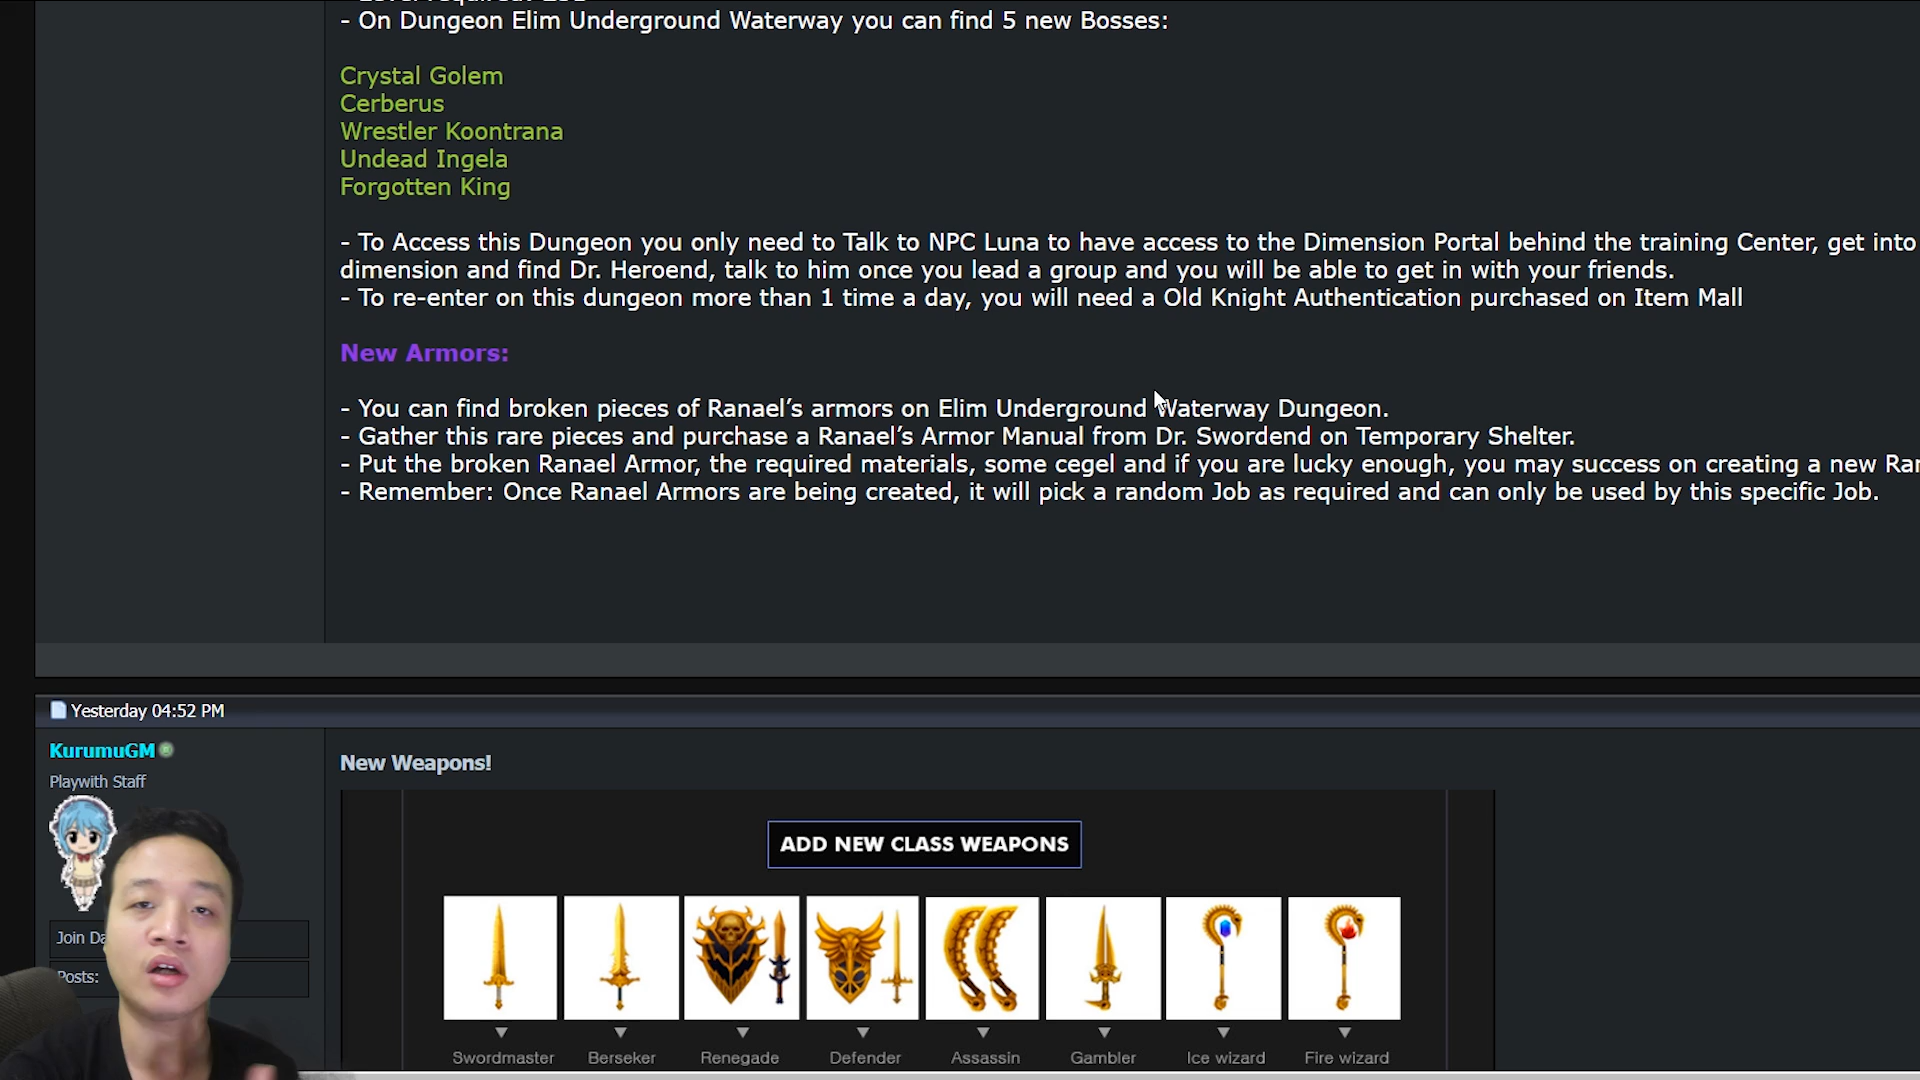 - On Dungeon Elim Underground Waterway you can find 5 new Bosses:
Crystal Golem
Cerberus
Wrestler Koontrana
Undead Ingela
Forgotten King
- To Access this Dungeon you only need to Talk to NPC Luna to have access to the Dimension Portal behind the training Center, get into
dimension and find Dr. Heroend, talk to him once you lead a group and you will be able to get in with your friends.
- To re-enter on this dungeon more than 1 time a day, you will need a Old Knight Authentication purchased on Item Mall
New Armors:
- You can find broken pieces of Ranael's armors on Elim Underground Waterway Dungeon.
- Gather this rare pieces and purchase a Ranael's Armor Manual from Dr. Swordend on Temporary Shelter.
- Put the broken Ranael Armor, the required materials, some cegel and if you are lucky enough, you may success on creating a new
- Remember: Once Ranael Armors are being created, it will pick a random Job as required and can only be used by this specific Job.
Yesterday 04:52 PM
KurumuGM
Playwith Staff
Join
Posts:
New Weapons!
ADD NEW CLASS WEAPONS
Swordmaster Berseker Renegade Defender Assassin Gambler Ice wizard Fire wizard